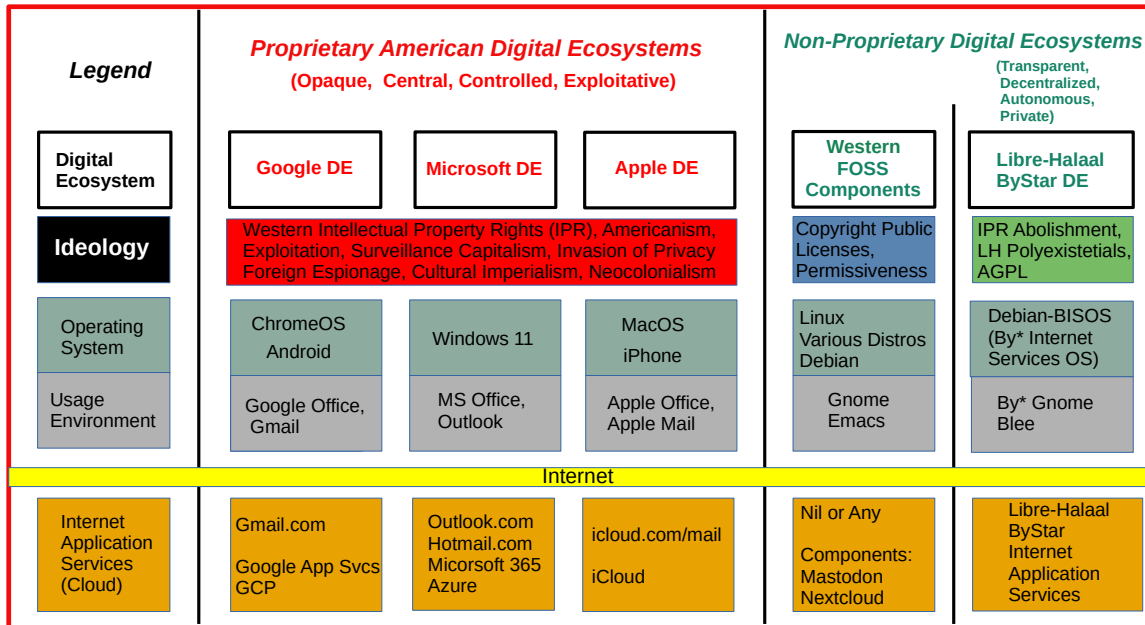 Legend
Proprietary American Digital Ecosystems
(Opaque, Central, Controlled, Exploitative)
Non-Proprietary Digital Ecosystems
(Transparent,
Decentralized,
Autonomous,
Private)
Digital
Ecosystem
Google DE
Microsoft DE
Apple DE
Western
FOSS
Components
Libre-Halaal
ByStar DE
Ideology
Western Intellectual Property Rights (IPR), Americanism,
Exploitation, Surveillance Capitalism, Invasion of Privacy
Foreign Espionage, Cultural Imperialism, Neocolonialism
Copyright Public
Licenses,
Permissiveness
IPR Abolishment,
LH Polyexistetials,
AGPL
Operating
System
ChromeOS
Android
Windows 11
MacOS
iPhone
Linux
Various Distros
Debian
Debian-BISOS
(By* Internet
Services OS)
Usage
Environment
Google Office,
Gmail
MS Office,
Outlook
Apple Office,
Apple Mail
Gnome
Emacs
By* Gnome
Blee
Internet
Internet
Application
Services
(Cloud)
Gmail.com
Google App Svcs
GCP
Outlook.com
Hotmail.com
Micorsoft 365
Azure
icloud.com/mail
iCloud
Nil or Any
Components:
Mastodon
Nextcloud
Libre-Halaal
ByStar
Internet
Application
Services